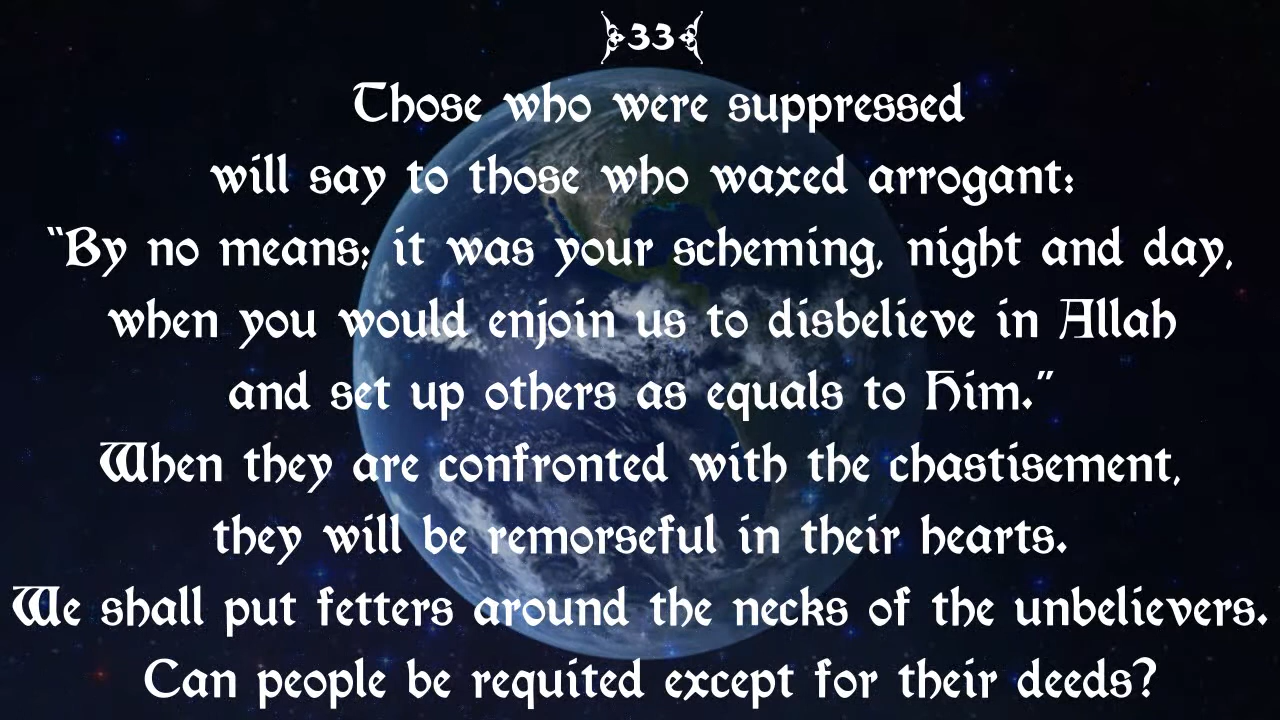 33
Those who were suppressed
will say to those who waxed arrogant:
“By no means; it was your scheming, night and day,
when you would enjoin us to disbelieve in Allah
and set up others as equals to Him.”
When they are confronted with the chastisement,
they will be remorseful in their hearts.
We shall put fetters around the necks of the unbelievers.
Can people be requited except for their deeds?